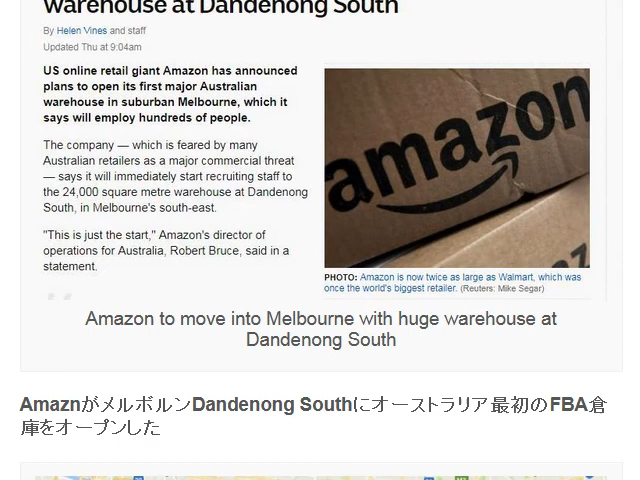 warehouse at Dandenong South
By Helen Vines and staff
Updated Thu at 9:04am
US online retail giant Amazon has announced
plans to open its first major Australian
warehouse in suburban Melbourne, which it
says will employ hundreds of people.
The company — which is feared by many
Australian retailers as a major commercial threat
— says it will immediately start recruiting staff to
the 24,000 square metre warehouse at Dandenong
South, in Melbourne's south-east.
"This is just the start," Amazon's director of
operations for Australia, Robert Bruce, said in a
statement.
amazon
az
PHOTO: Amazon is now twice as large as Walmart, which was
once the world's biggest retailer. (Reuters: Mike Segar)
Amazon to move into Melbourne with huge warehouse at
Dandenong South
AmaznがメルボルンDandenong Southにオーストラリア最初のFBA倉
庫をオープンした